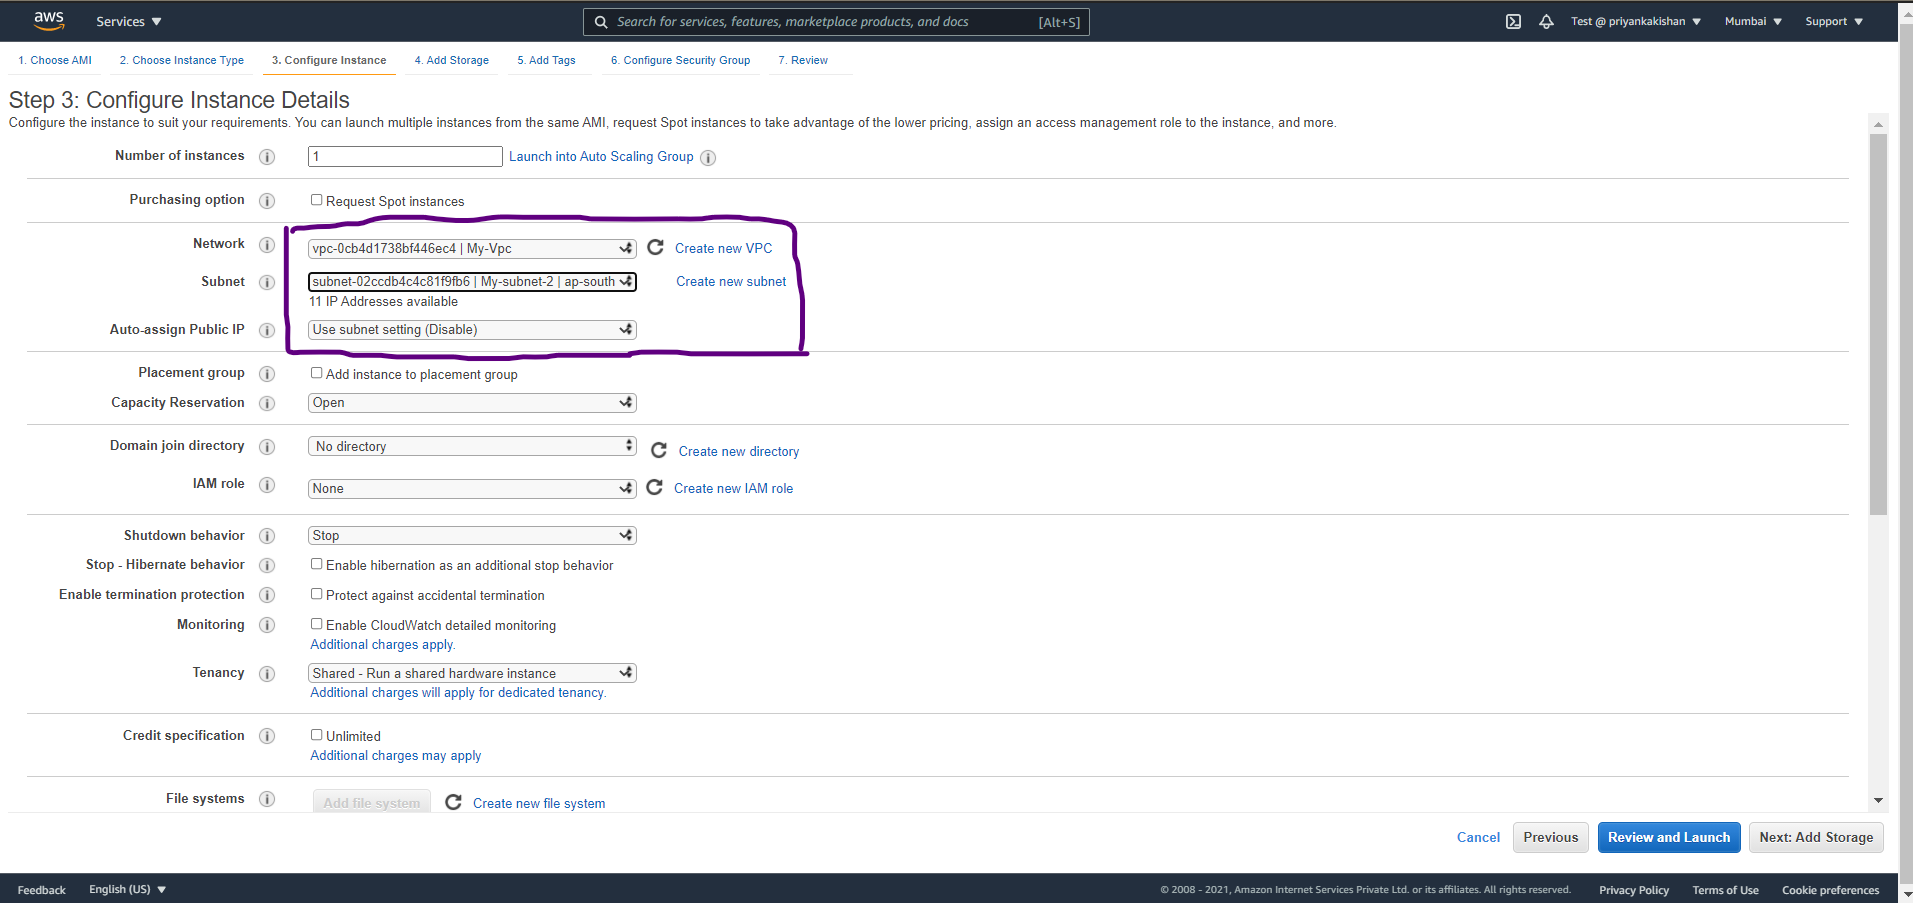 aws
Services
Search for services, features, marketplace products, and docs [Alt+S]
Test @ priyankakishan
Mumbai
Support
1. Choose AMI
2. Choose Instance Type
3. Configure Instance
4. Add Storage
5. Add Tags
6. Configure Security Group
7. Review
Step 3: Configure Instance Details
Configure the instance to suit your requirements. You can launch multiple instances from the same AMI, request Spot instances to take advantage of the lower pricing, assign an access management role to the instance, and more.
Number of instances 1 Launch into Auto Scaling Group
Purchasing option Request Spot instances
Network vpc-0cb4d1738bf446ec4 | My-Vpc Create new VPC
Subnet subnet-02ccdb4c4c81f9fb6 | My-subnet-2 | ap-south Create new subnet
11 IP Addresses available
Auto-assign Public IP Use subnet setting (Disable)
Placement group Add instance to placement group
Capacity Reservation Open
Domain join directory No directory Create new directory
IAM role None Create new IAM role
Shutdown behavior Stop
Stop - Hibernate behavior Enable hibernation as an additional stop behavior
Enable termination protection Protect against accidental termination
Monitoring Enable CloudWatch detailed monitoring
Additional charges apply.
Tenancy Shared - Run a shared hardware instance
Additional charges will apply for dedicated tenancy.
Credit specification Unlimited
Additional charges may apply
File systems Add file system Create new file system
Cancel Previous Review and Launch Next: Add Storage
Feedback English (US) © 2008 - 2021, Amazon Internet Services Private Ltd. or its affiliates. All rights reserved. Privacy Policy Terms of Use Cookie preferences